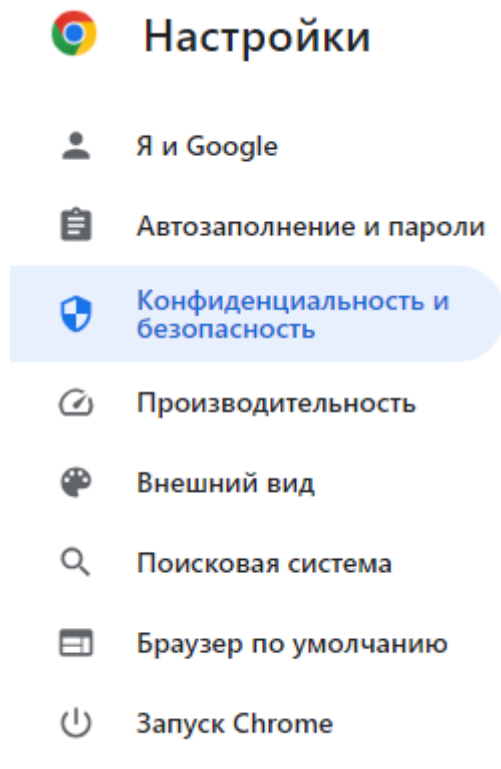 Настройки
Я и Google
Автозаполнение и пароли
Конфиденциальность и
безопасность
Производительность
Внешний вид
Поисковая система
Браузер по умолчанию
Запуск Chrome